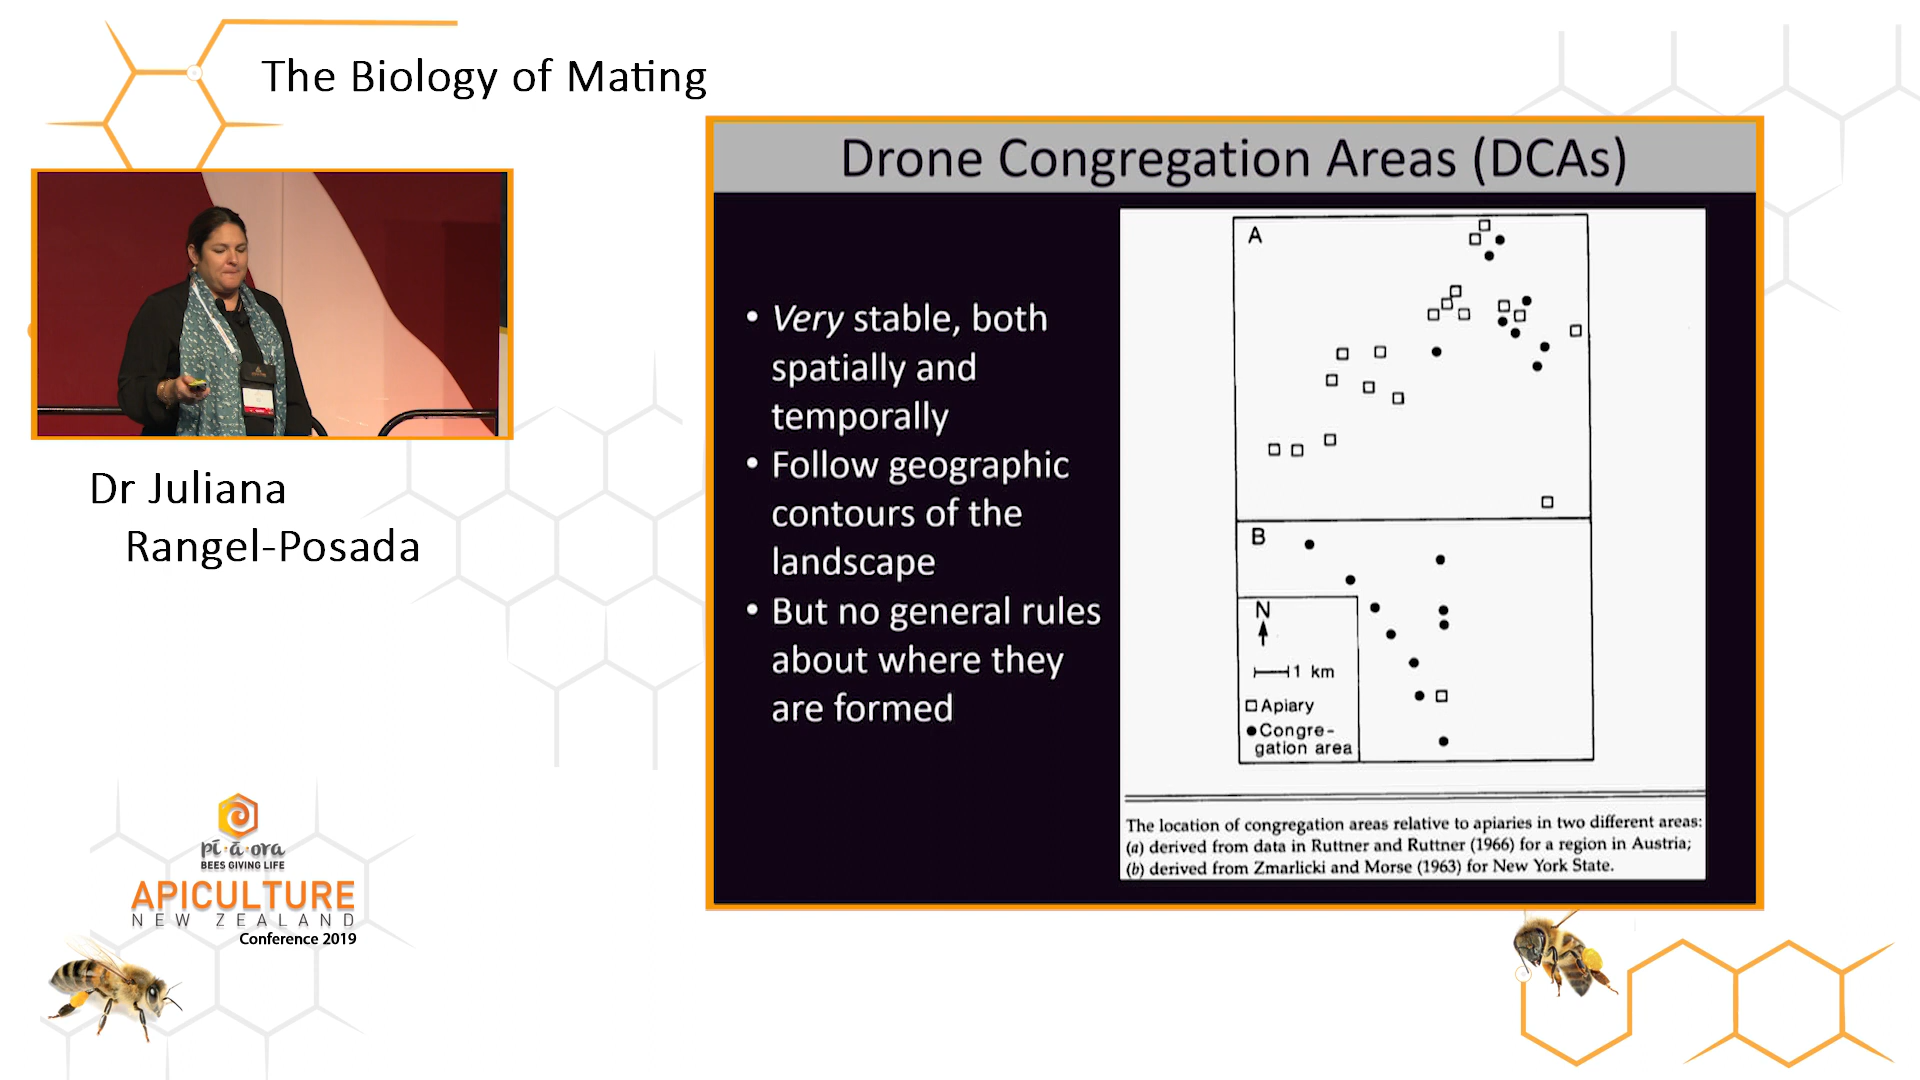 The Biology of Mating
Dr Juliana
Rangel-Posada
pī·ā·ora
BEES GIVING LIFE
APICULTURE
NEW ZEALAND
Conference 2019
Drone Congregation Areas (DCAs)
• Very stable, both
spatially and
temporally
• Follow geographic
contours of the
landscape
• But no general rules
about where they
are formed
A
B
N
1 km
Apiary
Congre-
gation area
The location of congregation areas relative to apiaries in two different areas:
(a) derived from data in Ruttner and Ruttner (1966) for a region in Austria;
(b) derived from Zmarlicki and Morse (1963) for New York State.